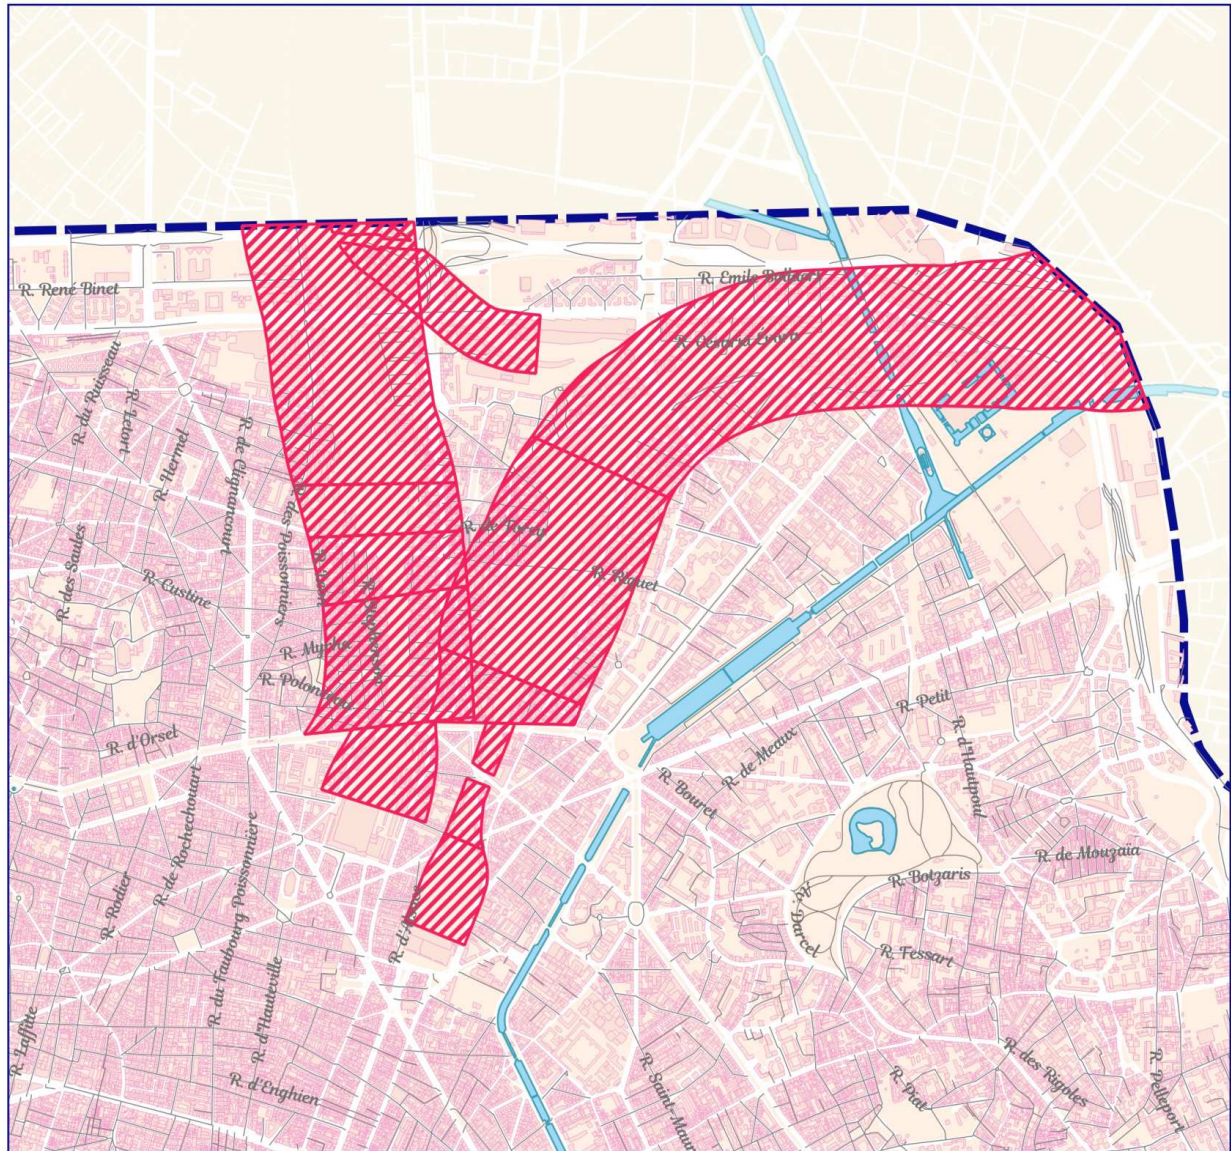 R. Emile Bollaert
R. René Binet
R. Cesária Évora
R. du Ruisseau
R. Letort
R. Hermel
R. de Clignancourt
R. des Poissonniers
R. de Torcy
R. des Saules
R. Custine
R. Riquet
R. Myrha
R. Polonceau
R. d'Orsel
R. Petit
R. d'Hautpoul
R. de Meaux
R. Bouret
R. de Rochechouart
R. Rodier
R. du Faubourg Poissonnière
R. d'Hauteville
R. de Mouzaïa
R. Botzaris
Av. Darcel
R. Fessart
R. Laffitte
R. d'Enghien
R. Saint-Maur
R. Piat
R. des Rigoles
R. Pelleport